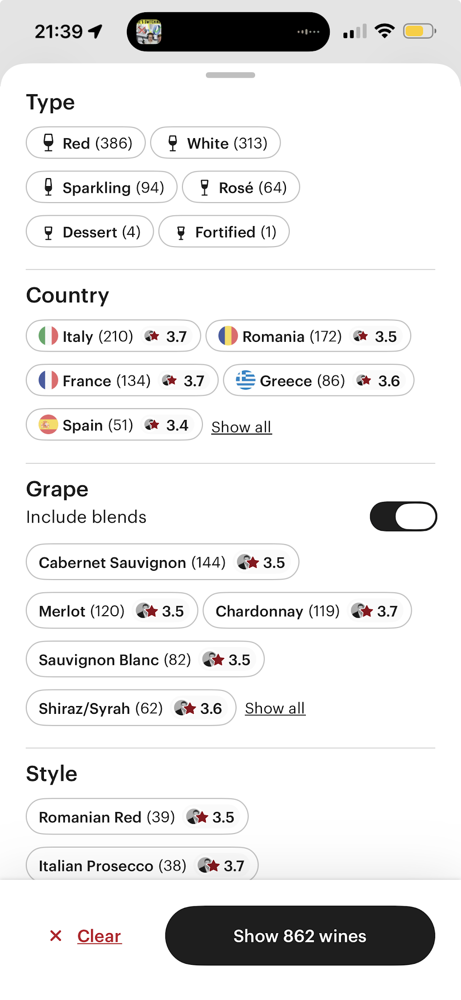 21:39
E'S SWITCHING
Type
Red (386) White (313)
Sparkling (94) Rosé (64)
Dessert (4) Fortified (1)
Country
Italy (210) 3.7 Romania (172) 3.5
France (134) 3.7 Greece (86) 3.6
Spain (51) 3.4 Show all
Grape
Include blends
Cabernet Sauvignon (144) 3.5
Merlot (120) 3.5 Chardonnay (119) 3.7
Sauvignon Blanc (82) 3.5
Shiraz/Syrah (62) 3.6 Show all
Style
Romanian Red (39) 3.5
Italian Prosecco (38) 3.7
Clear Show 862 wines